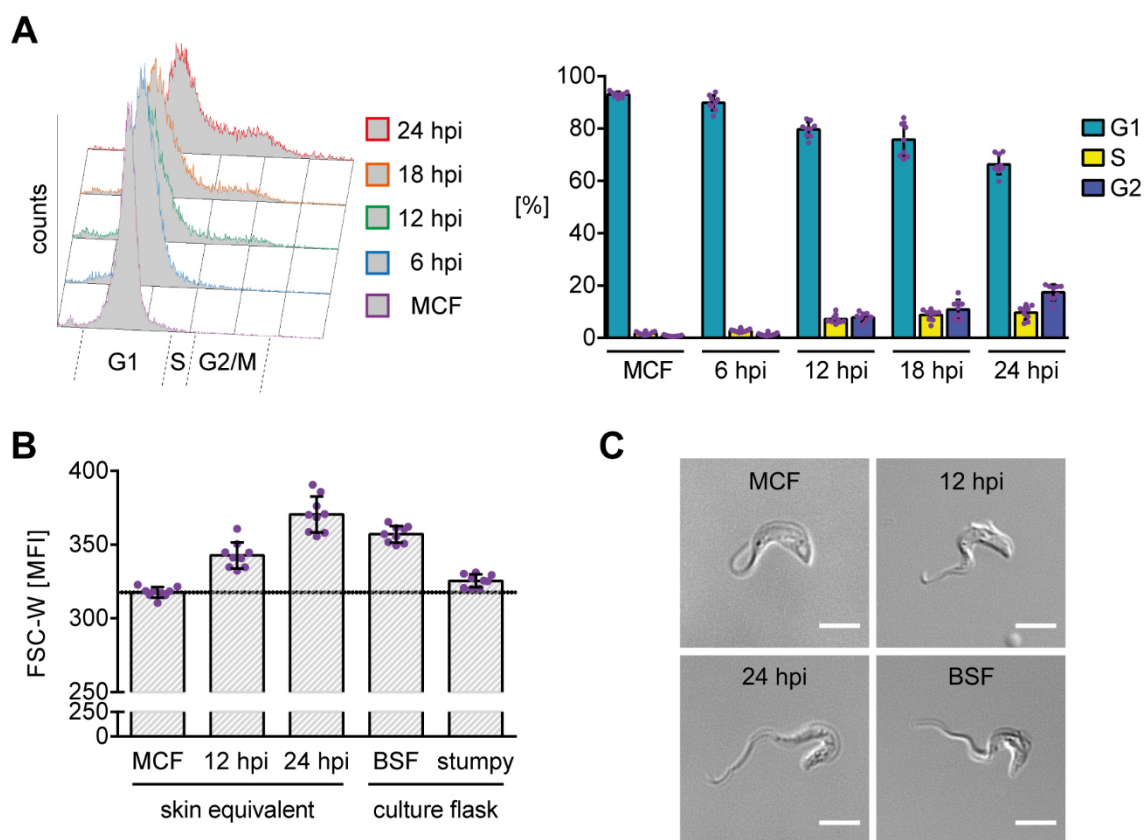 A
counts
G1
S
G2/M
24 hpi
18 hpi
12 hpi
6 hpi
MCF
[%]
100
80
60
40
20
0
MCF
6 hpi
12 hpi
18 hpi
24 hpi
G1
S
G2
B
FSC-W [MFI]
400
350
300
250
250
0
MCF
12 hpi
24 hpi
BSF
stumpy
skin equivalent
culture flask
C
MCF
12 hpi
24 hpi
BSF